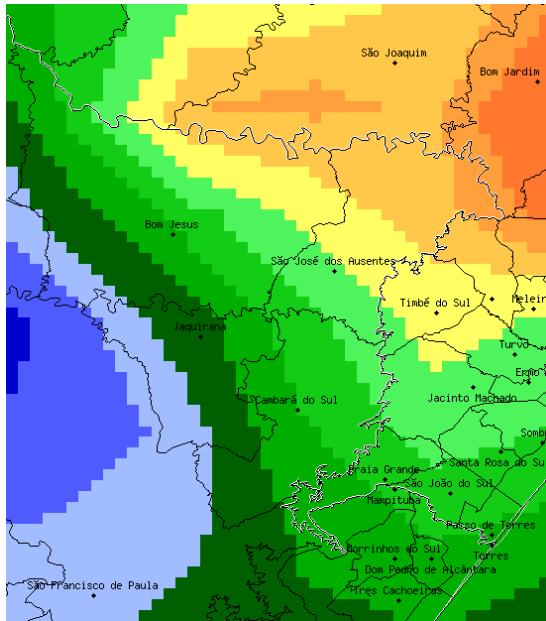 São Joaquim
Bom Jardim
Bom Jesus
São José dos Ausentes
Timbé do Sul
Meleir
Jaquirana
Turvo
Ermo
Cambará do Sul
Jacinto Machado
Sombr
Santa Rosa do Su
Praia Grande
São João do Sul
Mampituba
Passo de Torres
Morrinhos do Sul
Torres
Dom Pedro de Alcântara
São Francisco de Paula
Tres Cachoeiras